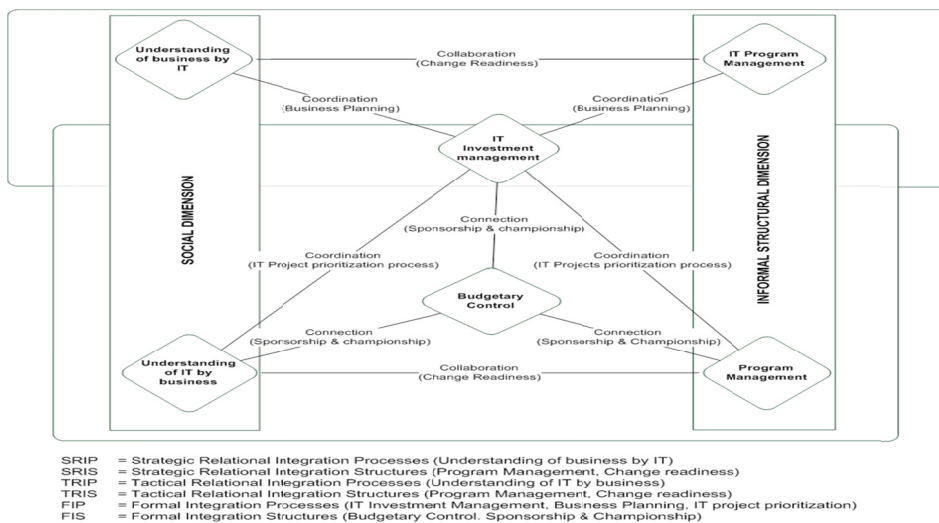 Understanding
of business by
IT
Collaboration
(Change Readiness)
IT Program
Management
Coordination
(Business Planning)
Coordination
(Business Planning)
IT
Investment
management
SOCIAL DIMENSION
INFORMAL STRUCTURAL DIMENSION
Connection
(Sponsorship & championship)
Coordination
(IT Project prioritization process)
Coordination
(IT Projects prioritization process)
Budgetary
Control
Connection
(Sponsorship & championship)
Connection
(Sponsership & Championship)
Understanding
of IT by
business
Collaboration
(Change Readiness)
Program
Management
SRIP = Strategic Relational Integration Processes (Understanding of business by IT)
SRIS = Strategic Relational Integration Structures (Program Management, Change readiness)
TRIP = Tactical Relational Integration Processes (Understanding of IT by business)
TRIS = Tactical Relational Integration Structures (Program Management, Change readiness)
FIP = Formal Integration Processes (IT Investment Management, Business Planning, IT project prioritization)
FIS = Formal Integration Structures (Budgetary Control. Sponsorship & Championship)